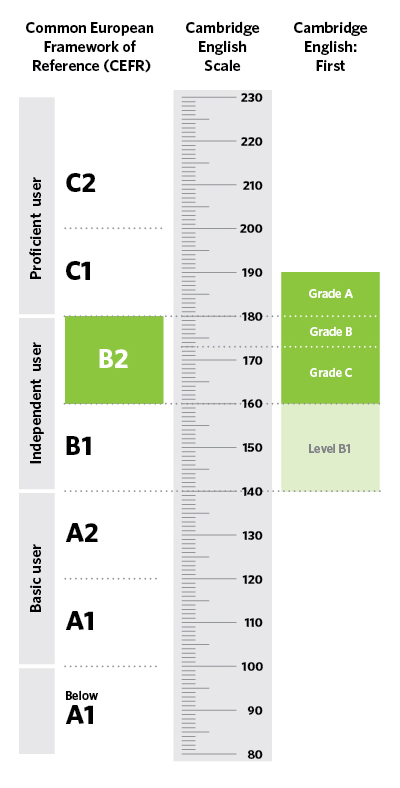 Common European
Framework of
Reference (CEFR)
Cambridge
English
Scale
Cambridge
English:
First
Proficient user
Independent user
Basic user
C2
C1
B2
B1
A2
A1
Below
A1
230
220
210
200
190
180
170
160
150
140
130
120
110
100
90
80
Grade A
Grade B
Grade C
Level B1